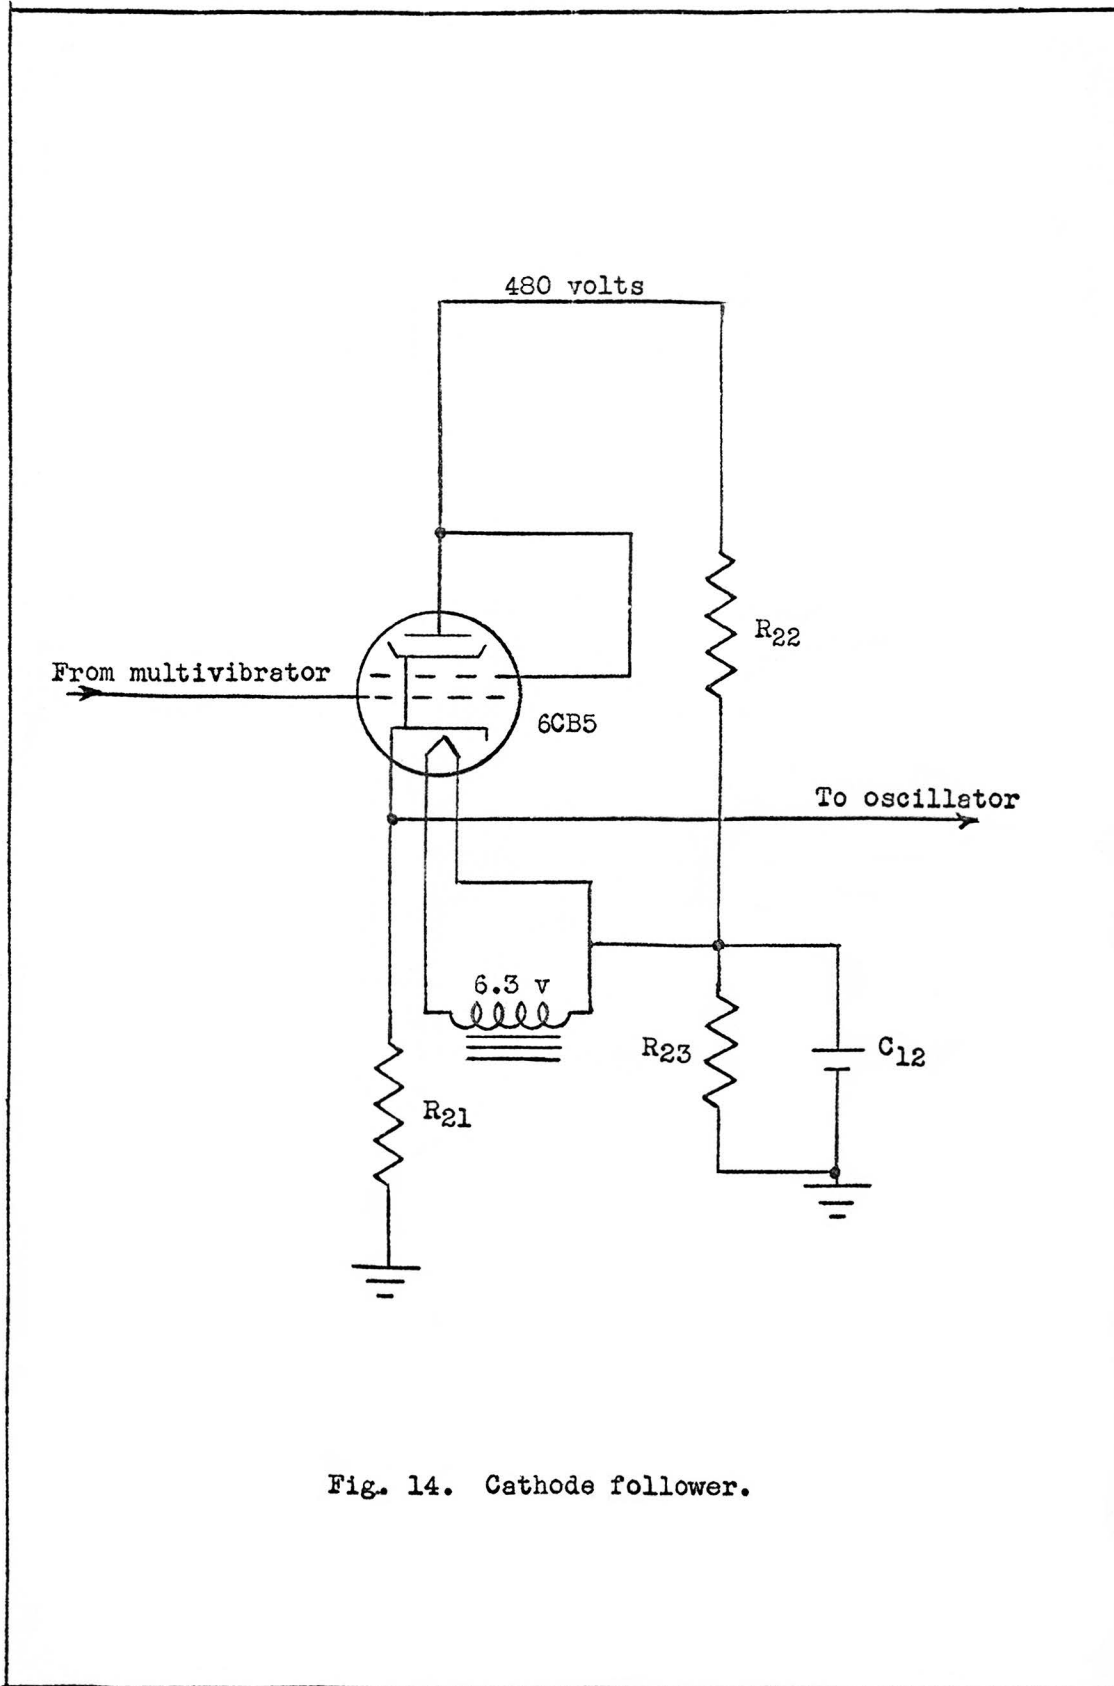 480 volts
R22
From multivibrator
6CB5
To oscillator
6.3 v
R23
C12
R21
Fig. 14. Cathode follower.